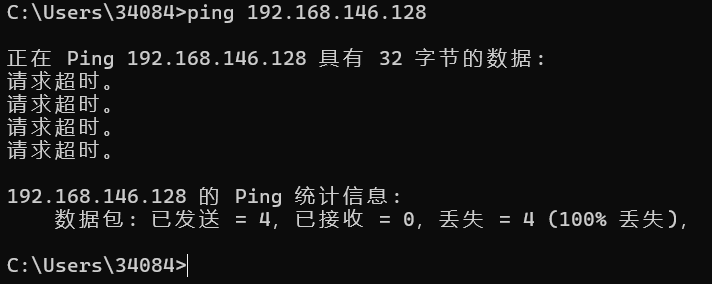 C:\Users\34084>ping 192.168.146.128
正在 Ping 192.168.146.128 具有 32 字节的数据:
请求超时。
请求超时。
请求超时。
请求超时。
192.168.146.128 的 Ping 统计信息:
数据包: 已发送 = 4，已接收 = 0，丢失 = 4 (100% 丢失)，
C:\Users\34084>